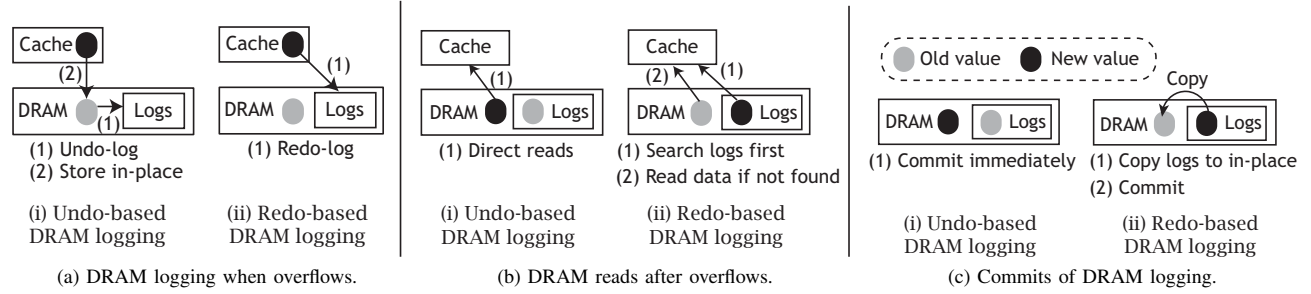 Cache
(2)
DRAM
(1)
Logs
(1) Undo-log
(2) Store in-place
(i) Undo-based
DRAM logging
Cache
(1)
DRAM
Logs
(1) Redo-log
(ii) Redo-based
DRAM logging
(a) DRAM logging when overflows.
Cache
(1)
DRAM
Logs
(1) Direct reads
(i) Undo-based
DRAM logging
Cache
(2)
(1)
DRAM
Logs
(1) Search logs first
(2) Read data if not found
(ii) Redo-based
DRAM logging
(b) DRAM reads after overflows.
Old value
New value
DRAM
Logs
(1) Commit immediately
(i) Undo-based
DRAM logging
Copy
DRAM
Logs
(1) Copy logs to in-place
(2) Commit
(ii) Redo-based
DRAM logging
(c) Commits of DRAM logging.